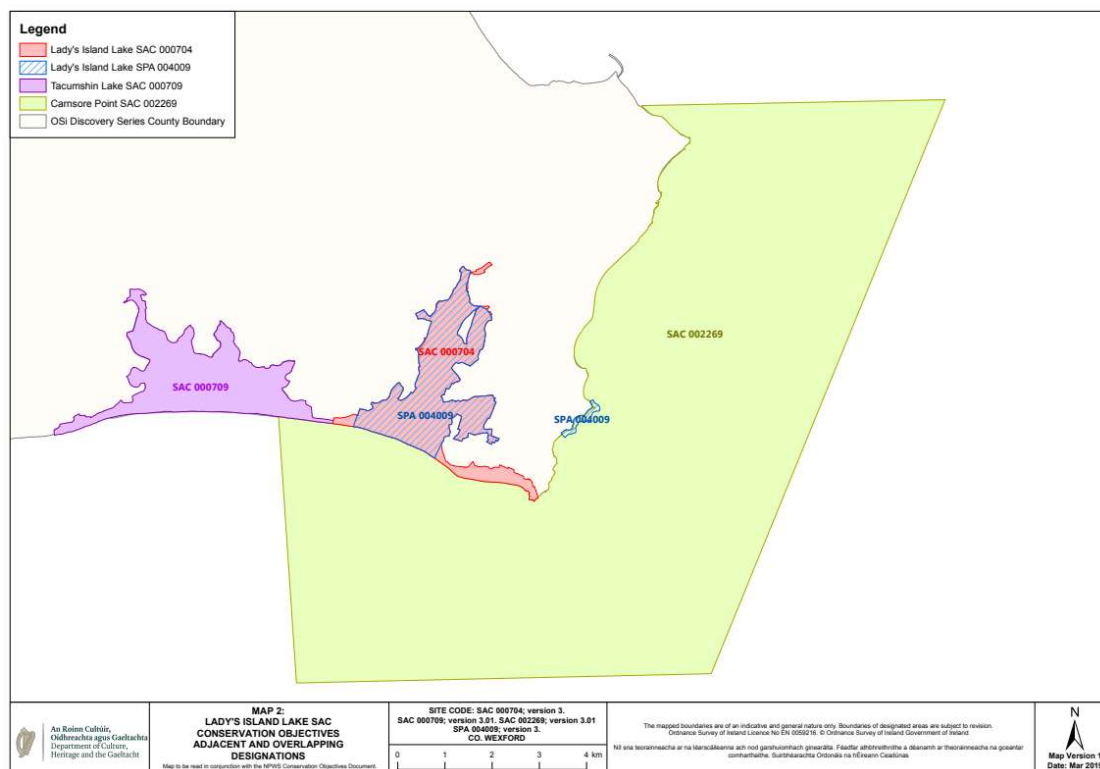 Legend
Lady's Island Lake SAC 000704
Lady's Island Lake SPA 004009
Tacumshin Lake SAC 000709
Carnsore Point SAC 002269
OSi Discovery Series County Boundary
SAC 002269
SAC 000704
SAC 000709
SPA 004009
SPA 004009
An Roinn Cultúir,
Oidhreachta agus Gaeltachta
Department of Culture,
Heritage and the Gaeltacht
MAP 2:
LADY'S ISLAND LAKE SAC
CONSERVATION OBJECTIVES
ADJACENT AND OVERLAPPING
DESIGNATIONS
Map to be read in conjunction with the NPWS Conservation Objectives Document.
SITE CODE: SAC 000704; version 3.
SAC 000709; version 3.01. SAC 002269; version 3.01
SPA 004009; version 3.
CO. WEXFORD
0 1 2 3 4 km
The mapped boundaries are of an indicative and general nature only. Boundaries of designated areas are subject to revision.
Ordnance Survey of Ireland Licence No EN 0059216. © Ordnance Survey of Ireland Government of Ireland
N
Map Version 1
Date: Mar 2019